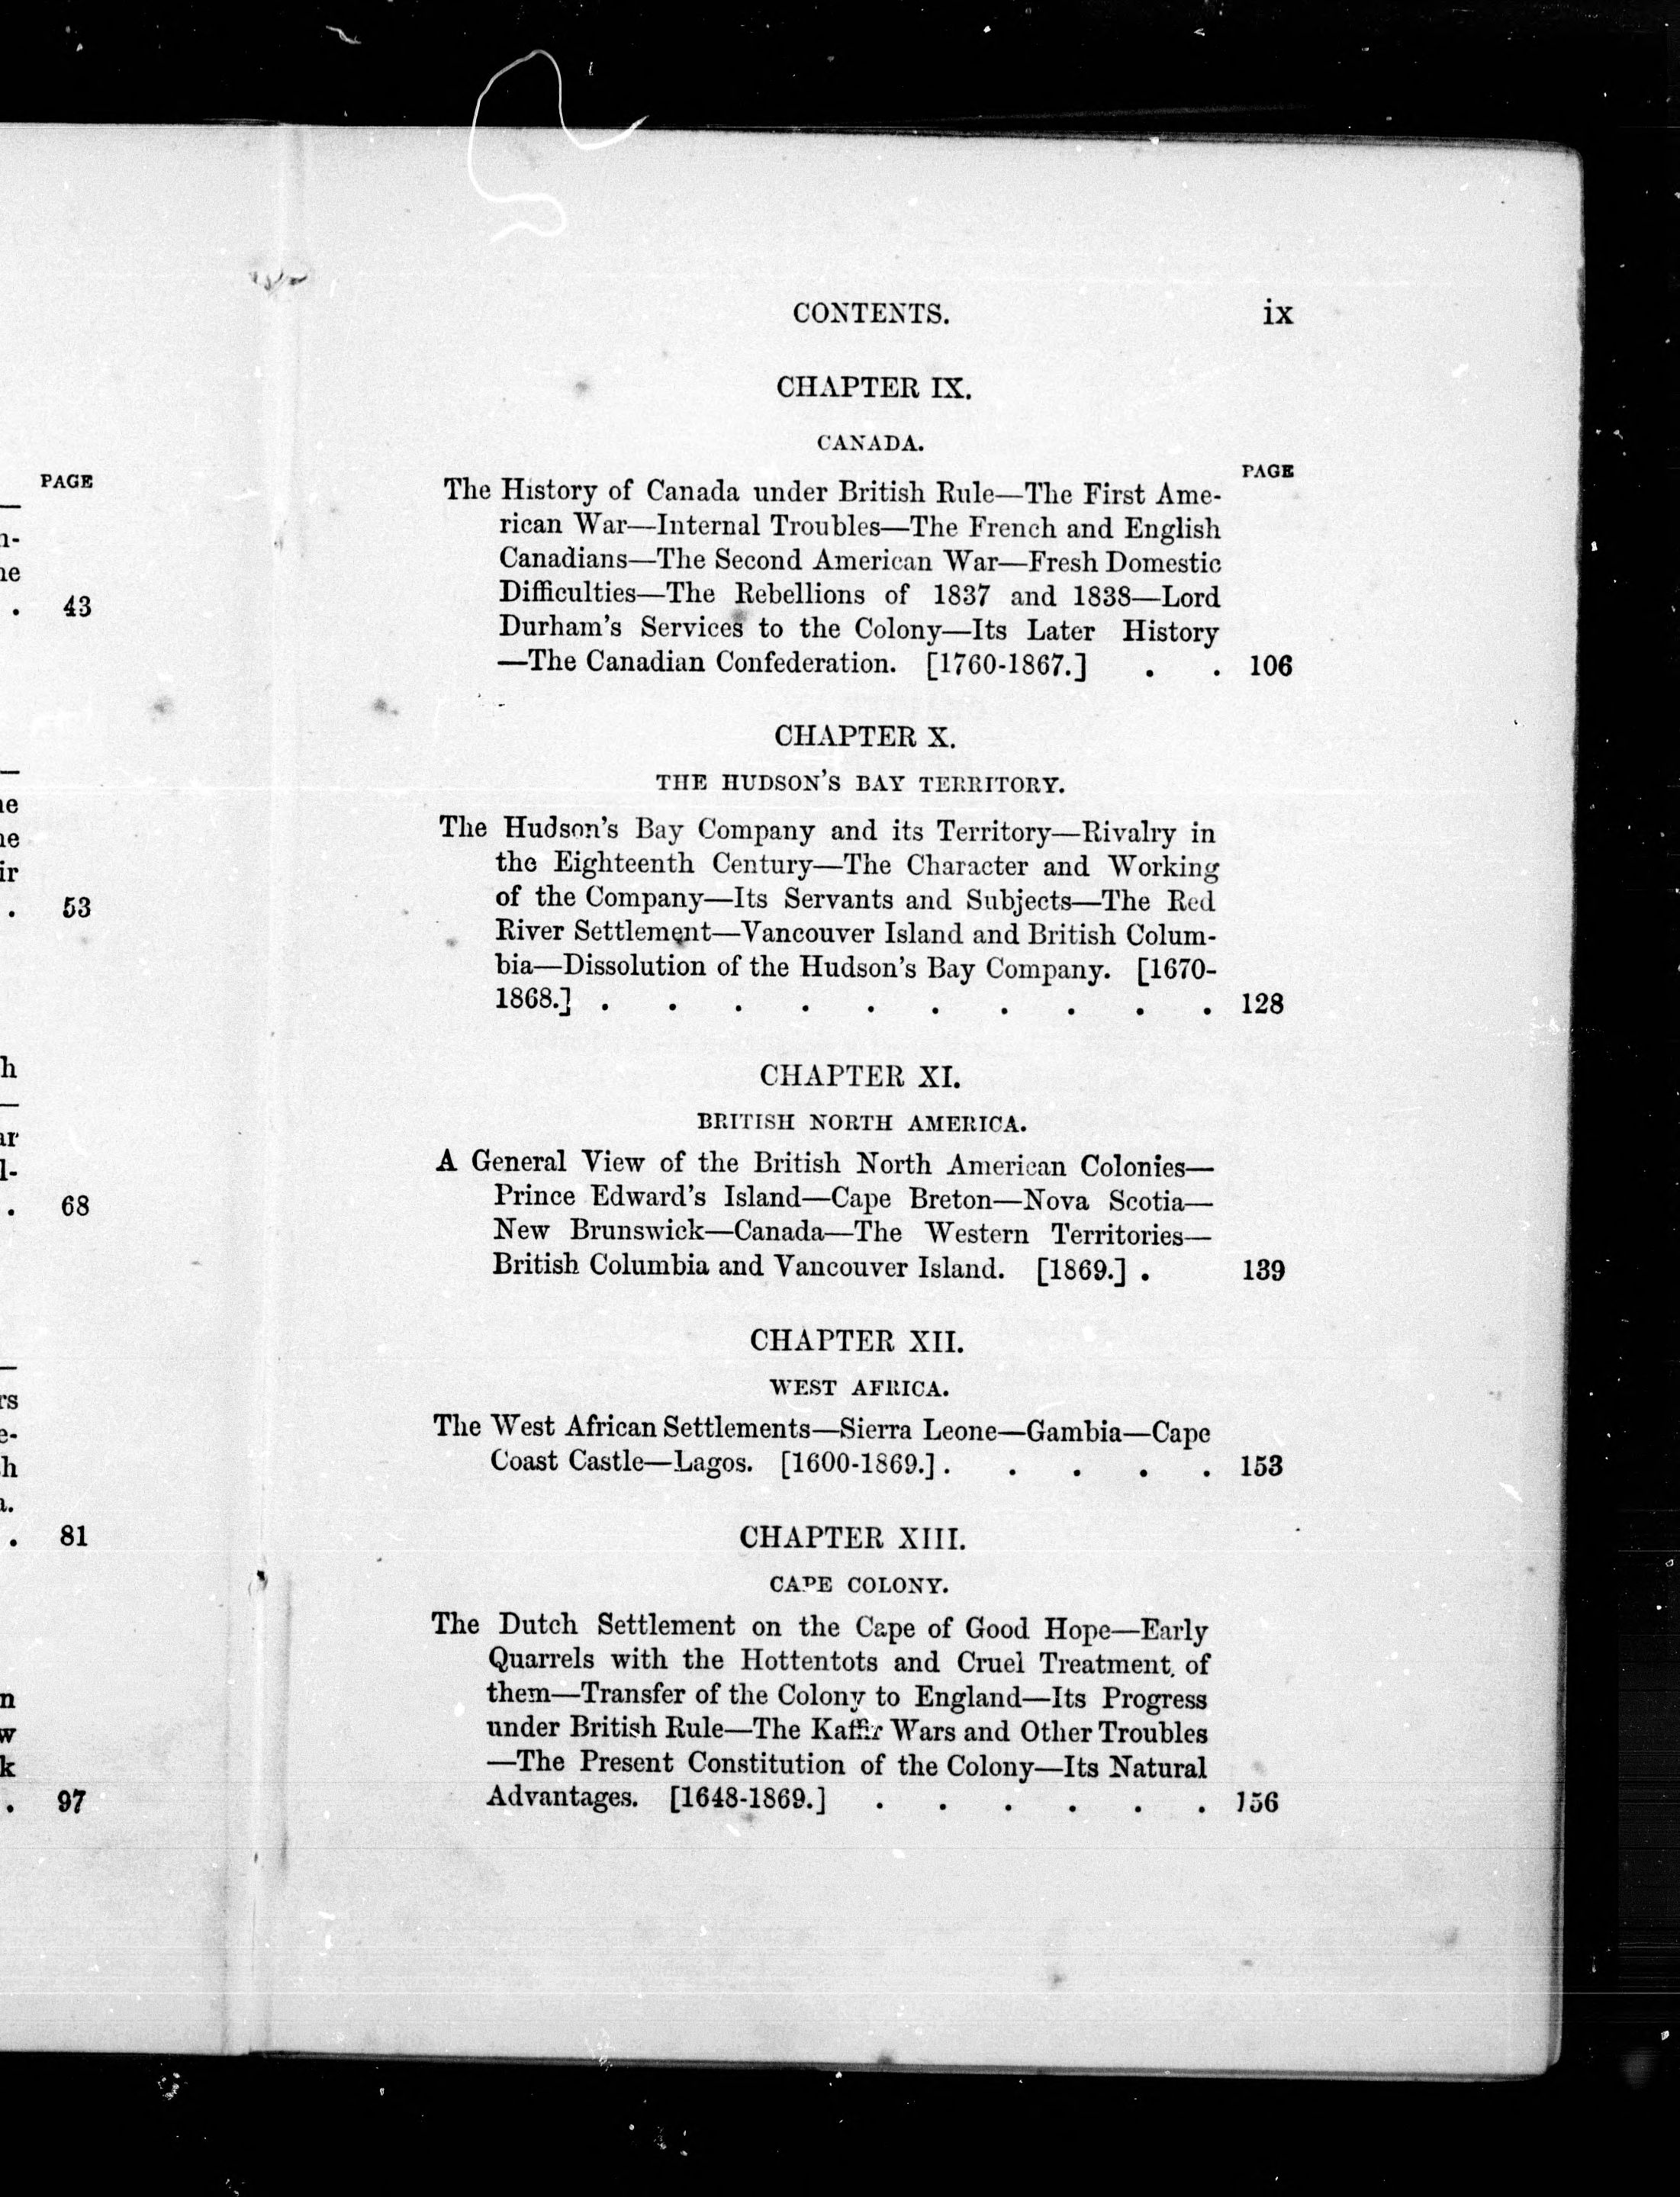 PAGE
43
53
68
81
97
CONTENTS. ix
CHAPTER IX.
CANADA.
PAGE
The History of Canada under British Rule—The First Ame-
rican War—Internal Troubles—The French and English
Canadians—The Second American War—Fresh Domestic
Difficulties—The Rebellions of 1837 and 1838—Lord
Durham's Services to the Colony—Its Later History
—The Canadian Confederation. [1760-1867.] . . 106
CHAPTER X.
THE HUDSON'S BAY TERRITORY.
The Hudson's Bay Company and its Territory—Rivalry in
the Eighteenth Century—The Character and Working
of the Company—Its Servants and Subjects—The Red
River Settlement—Vancouver Island and British Colum-
bia—Dissolution of the Hudson's Bay Company. [1670-
1868.] . . . . . . . . . . 128
CHAPTER XI.
BRITISH NORTH AMERICA.
A General View of the British North American Colonies—
Prince Edward's Island—Cape Breton—Nova Scotia—
New Brunswick—Canada—The Western Territories—
British Columbia and Vancouver Island. [1869.] . 139
CHAPTER XII.
WEST AFRICA.
The West African Settlements—Sierra Leone—Gambia—Cape
Coast Castle—Lagos. [1600-1869.] . . . . . 153
CHAPTER XIII.
CAPE COLONY.
The Dutch Settlement on the Cape of Good Hope—Early
Quarrels with the Hottentots and Cruel Treatment of
them—Transfer of the Colony to England—Its Progress
under British Rule—The Kaffir Wars and Other Troubles
—The Present Constitution of the Colony—Its Natural
Advantages. [1648-1869.] . . . . . . 156